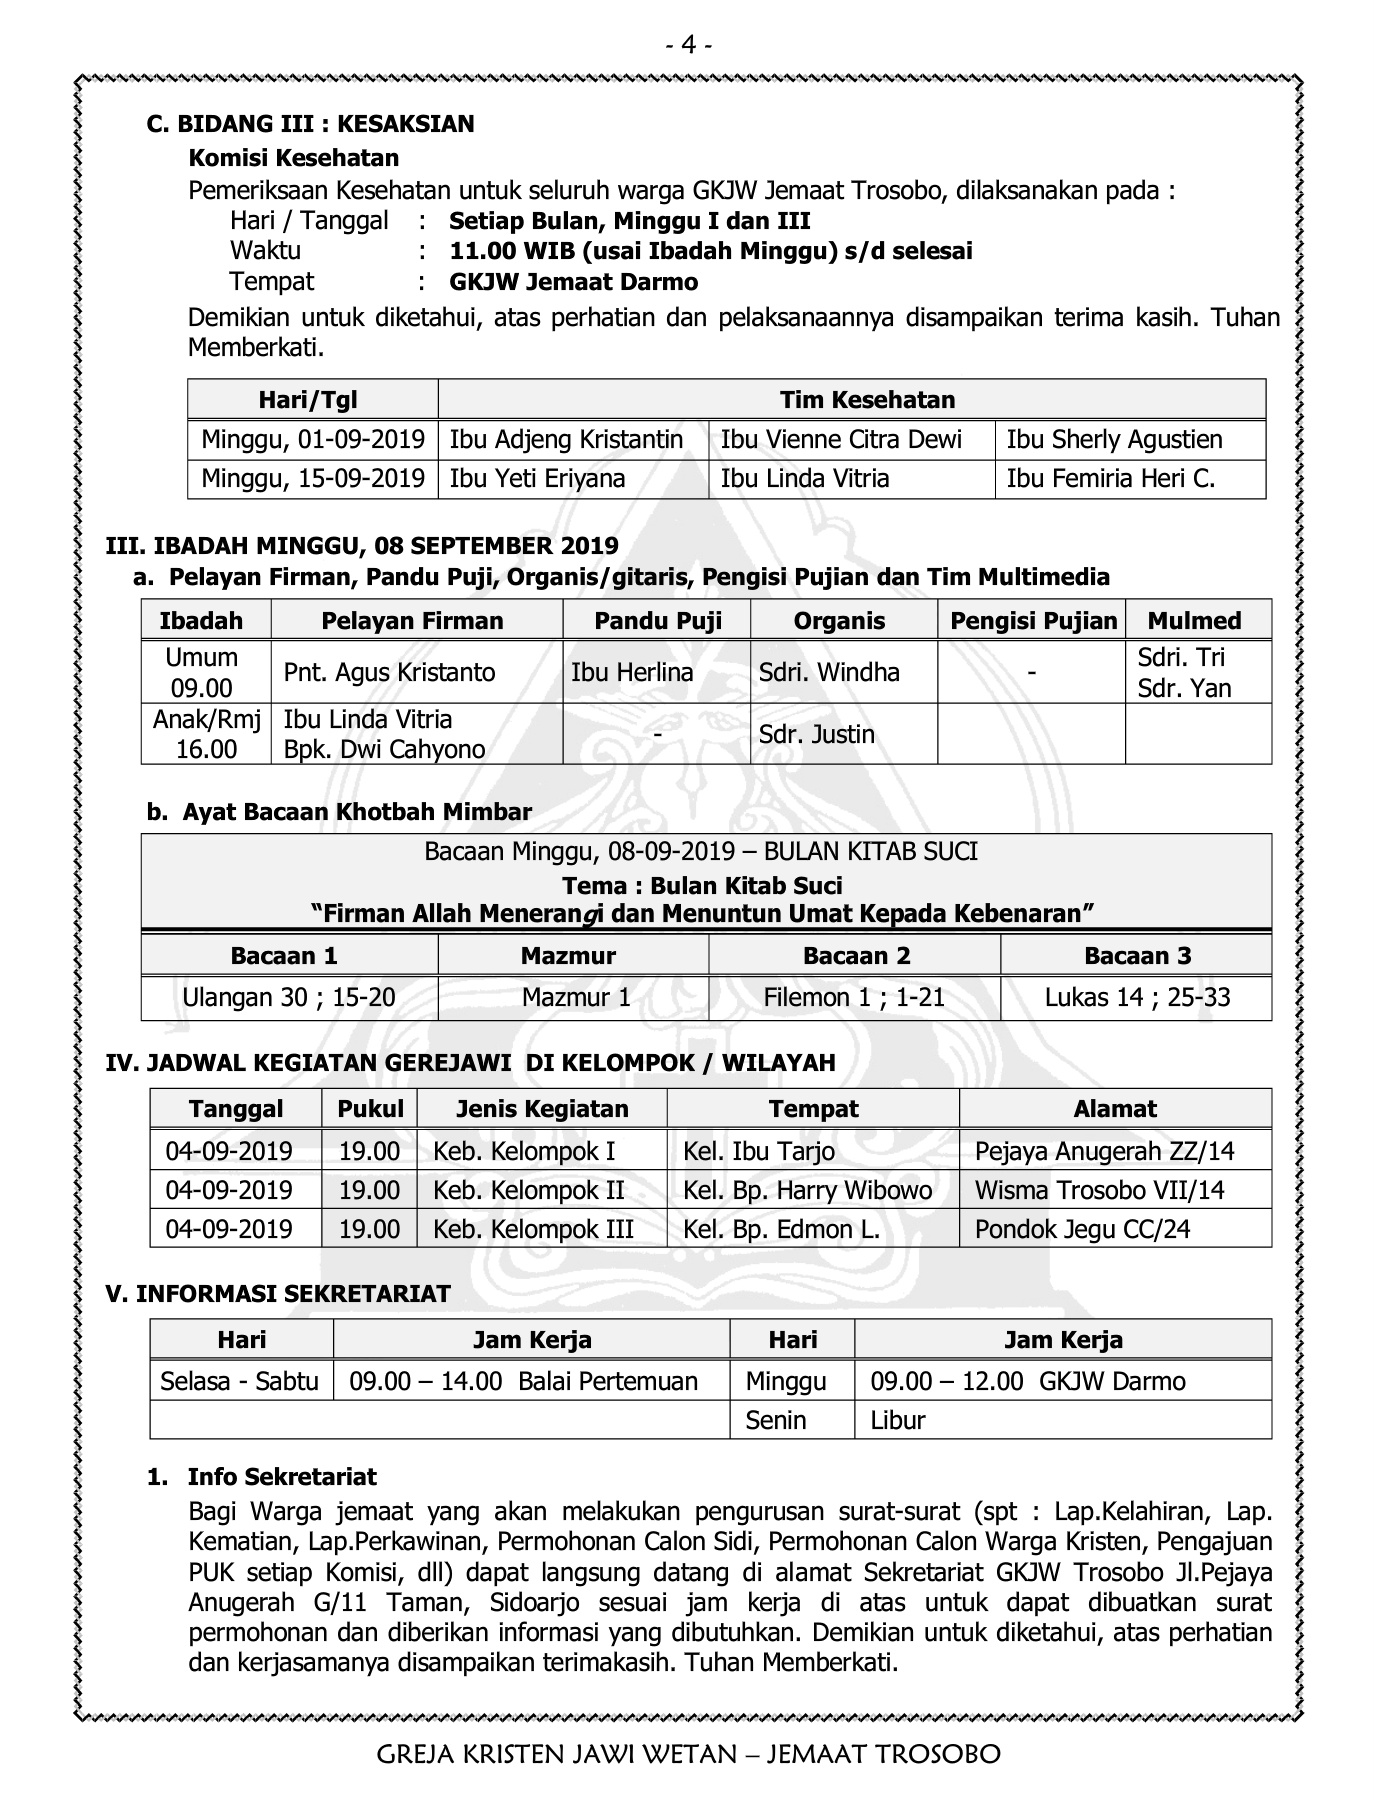 - 4 -
C. BIDANG III : KESAKSIAN
Komisi Kesehatan
Pemeriksaan Kesehatan untuk seluruh warga GKJW Jemaat Trosobo, dilaksanakan pada :
Hari / Tanggal : Setiap Bulan, Minggu I dan III
Waktu : 11.00 WIB (usai Ibadah Minggu) s/d selesai
Tempat : GKJW Jemaat Darmo
Demikian untuk diketahui, atas perhatian dan pelaksanaannya disampaikan terima kasih. Tuhan
Memberkati.
Hari/Tgl Tim Kesehatan
Minggu, 01-09-2019 Ibu Adjeng Kristantin Ibu Vienne Citra Dewi Ibu Sherly Agustien
Minggu, 15-09-2019 Ibu Yeti Eriyana Ibu Linda Vitria Ibu Femiria Heri C.
III. IBADAH MINGGU, 08 SEPTEMBER 2019
a. Pelayan Firman, Pandu Puji, Organis/gitaris, Pengisi Pujian dan Tim Multimedia
Ibadah Pelayan Firman Pandu Puji Organis Pengisi Pujian Mulmed
Umum
09.00 Pnt. Agus Kristanto Ibu Herlina Sdri. Windha - Sdri. Tri
Sdr. Yan
Anak/Rmj
16.00 Ibu Linda Vitria
Bpk. Dwi Cahyono - Sdr. Justin
b. Ayat Bacaan Khotbah Mimbar
Bacaan Minggu, 08-09-2019 – BULAN KITAB SUCI
Tema : Bulan Kitab Suci
“Firman Allah Menerangi dan Menuntun Umat Kepada Kebenaran”
Bacaan 1 Mazmur Bacaan 2 Bacaan 3
Ulangan 30 ; 15-20 Mazmur 1 Filemon 1 ; 1-21 Lukas 14 ; 25-33
IV. JADWAL KEGIATAN GEREJAWI DI KELOMPOK / WILAYAH
Tanggal Pukul Jenis Kegiatan Tempat Alamat
04-09-2019 19.00 Keb. Kelompok I Kel. Ibu Tarjo Pejaya Anugerah ZZ/14
04-09-2019 19.00 Keb. Kelompok II Kel. Bp. Harry Wibowo Wisma Trosobo VII/14
04-09-2019 19.00 Keb. Kelompok III Kel. Bp. Edmon L. Pondok Jegu CC/24
V. INFORMASI SEKRETARIAT
Hari Jam Kerja Hari Jam Kerja
Selasa - Sabtu 09.00 – 14.00 Balai Pertemuan Minggu 09.00 – 12.00 GKJW Darmo
Senin Libur
1. Info Sekretariat
Bagi Warga jemaat yang akan melakukan pengurusan surat-surat (spt : Lap.Kelahiran, Lap.
Kematian, Lap.Perkawinan, Permohonan Calon Sidi, Permohonan Calon Warga Kristen, Pengajuan
PUK setiap Komisi, dll) dapat langsung datang di alamat Sekretariat GKJW Trosobo Jl.Pejaya
Anugerah G/11 Taman, Sidoarjo sesuai jam kerja di atas untuk dapat dibuatkan surat
permohonan dan diberikan informasi yang dibutuhkan. Demikian untuk diketahui, atas perhatian
dan kerjasamanya disampaikan terimakasih. Tuhan Memberkati.
GREJA KRISTEN JAWI WETAN – JEMAAT TROSOBO